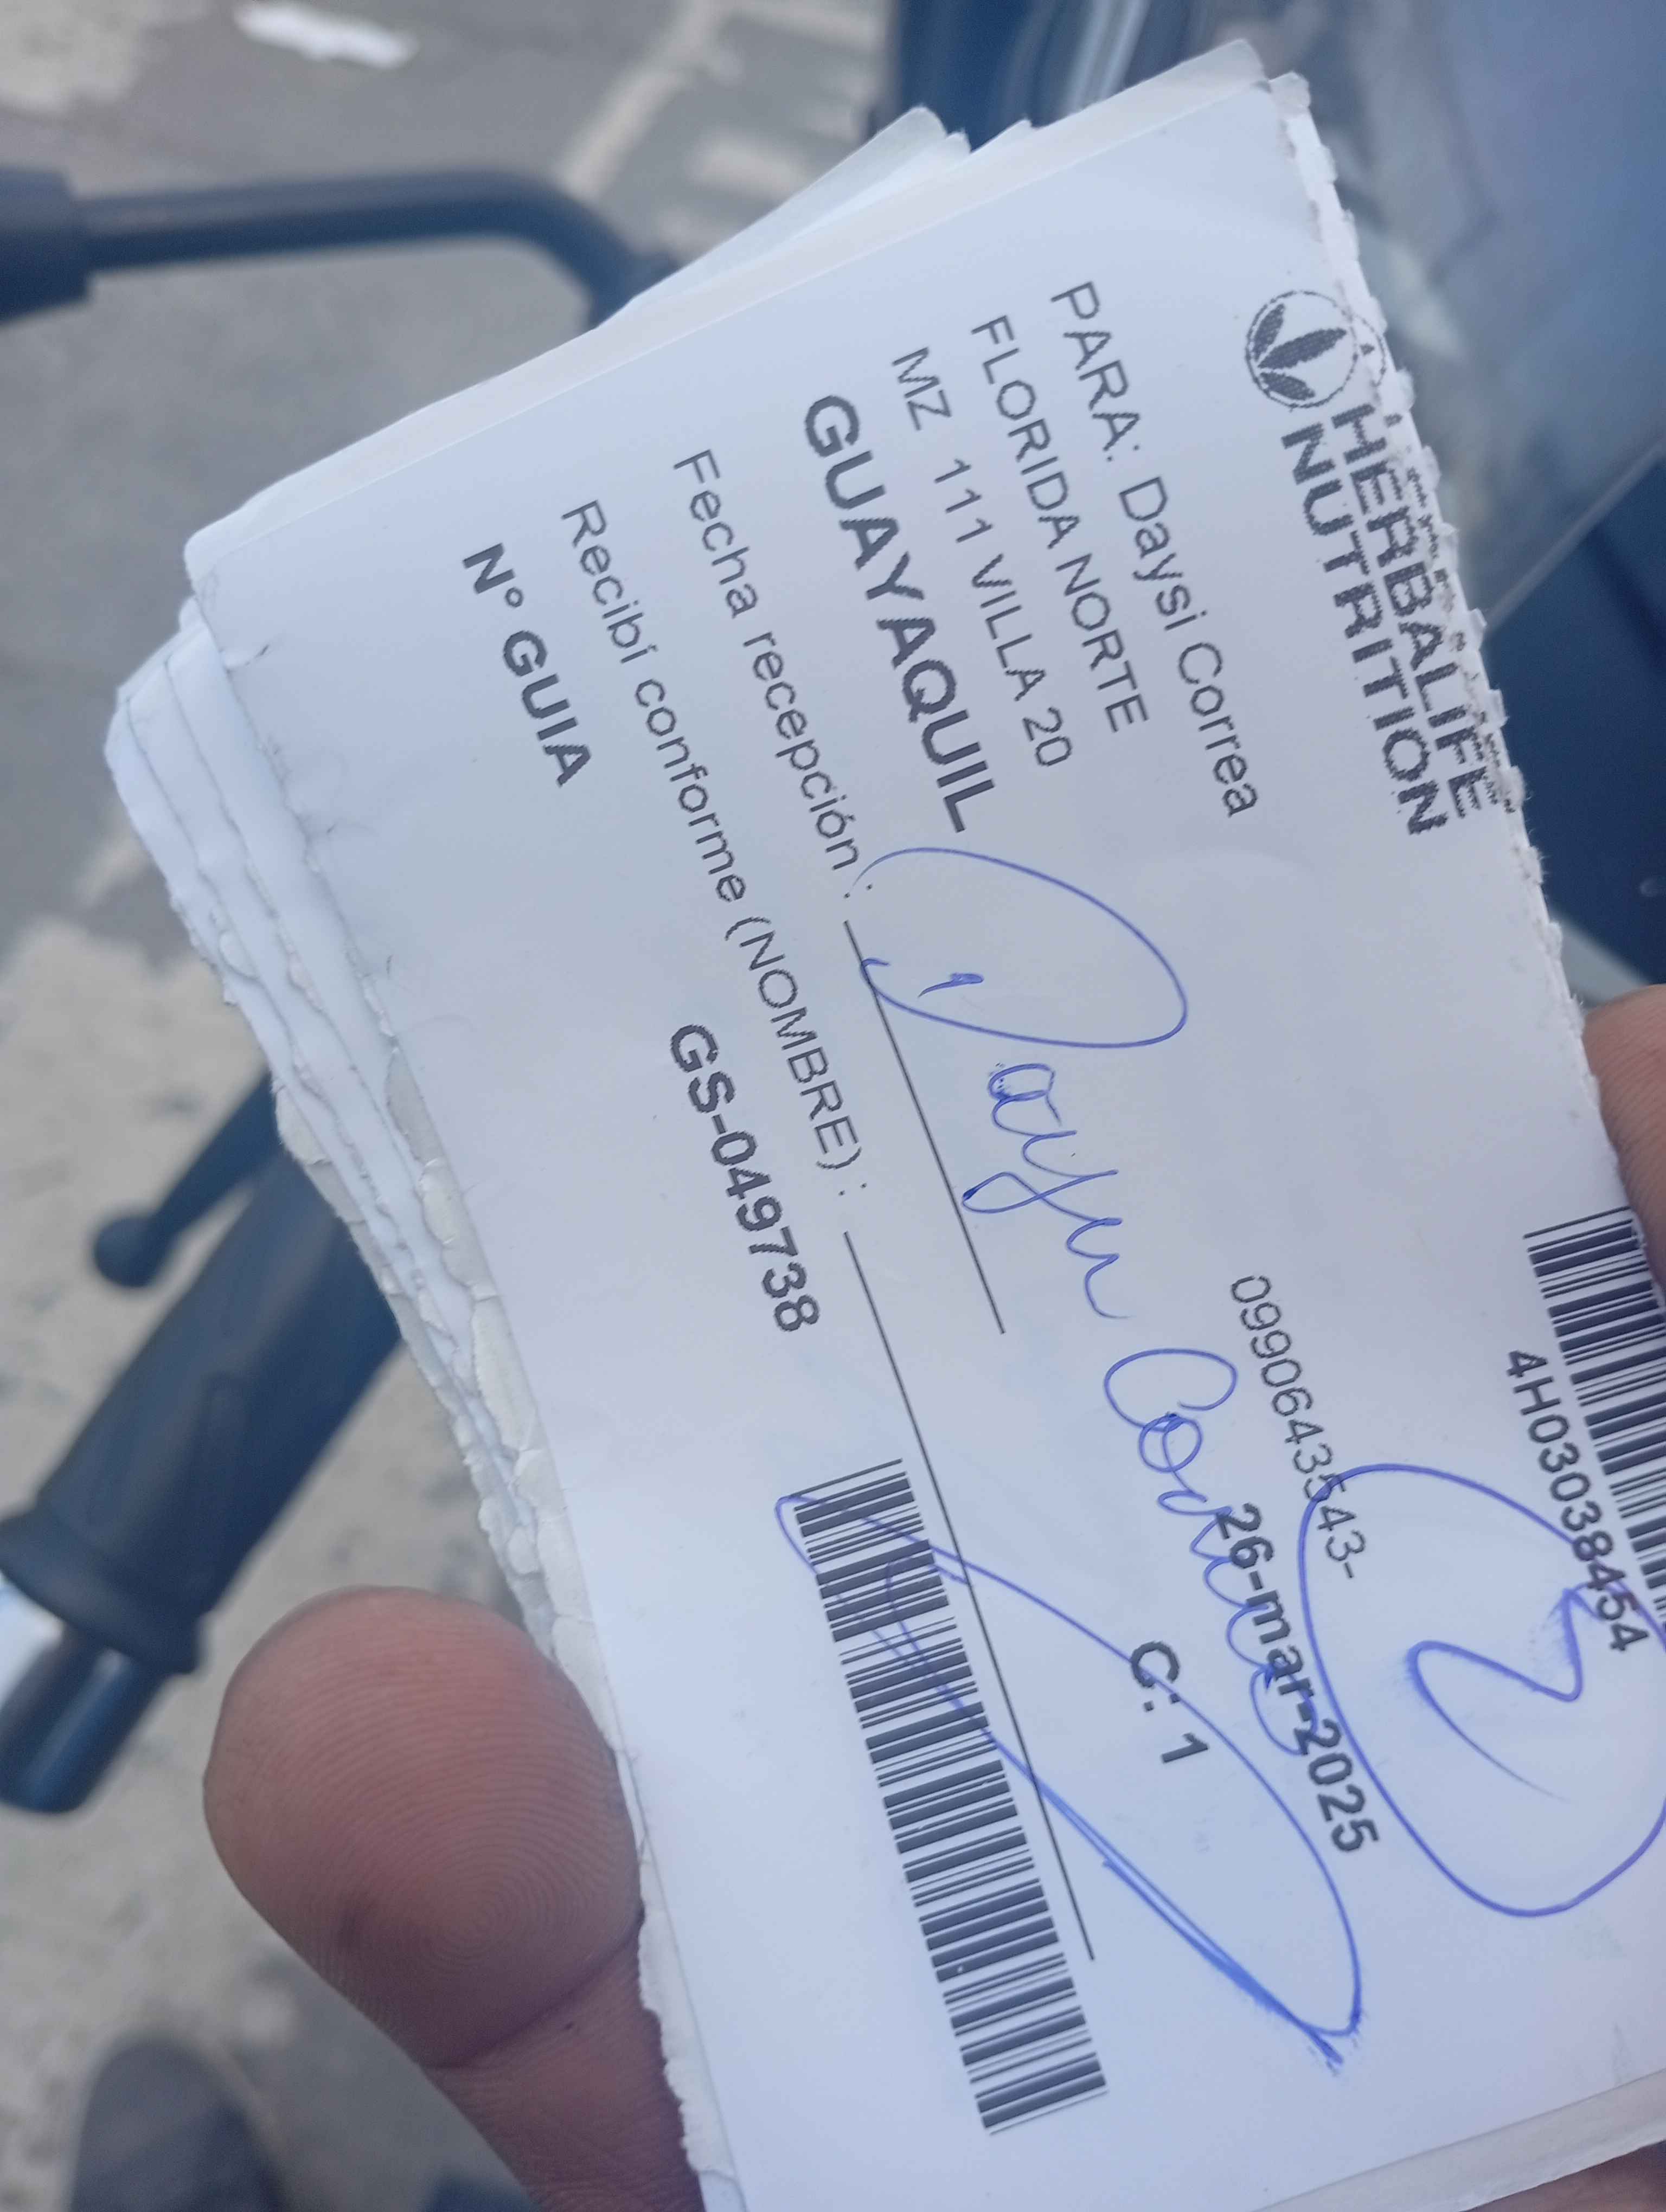 HERBALIFE
NUTRITION
4H03038454
PARA: Daysi Correa
0990643543-
FLORIDA NORTE
26-mar-2025
MZ 111 VILLA 20
C: 1
GUAYAQUIL
Fecha recepción :
Recibí conforme (NOMBRE) :
Nº GUIA
GS-049738